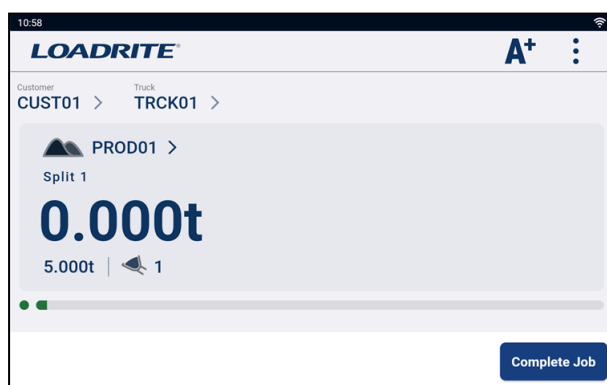 10:58
LOADRITE®
A+
Customer
CUST01 >
Truck
TRCK01 >
PROD01 >
Split 1
0.000t
5.000t | 1
Complete Job